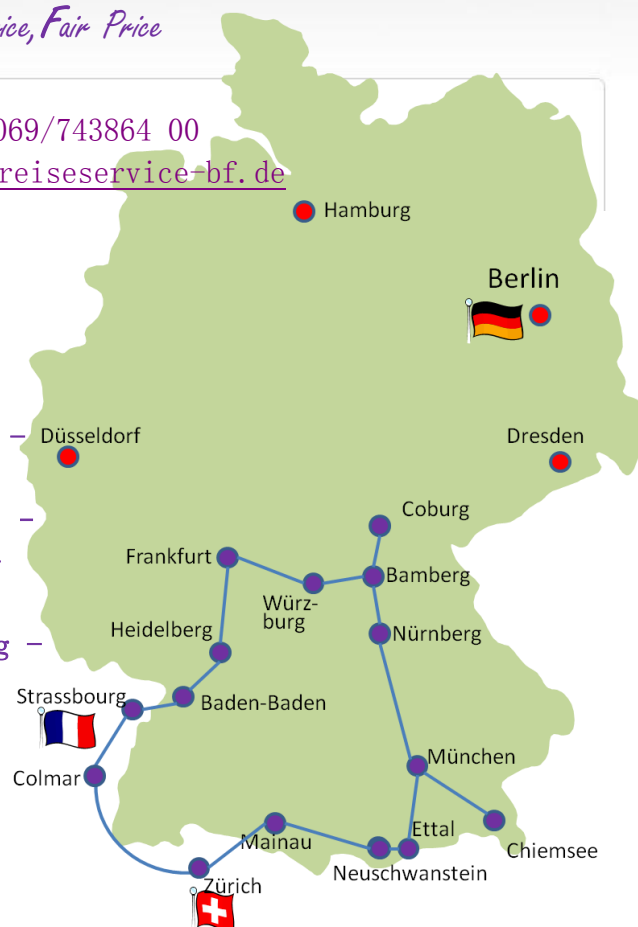 ice, Fair Price
069/743864 00
reiseservice-bf.de
Hamburg
Berlin
–
Düsseldorf
Dresden
–
Coburg
Frankfurt
Bamberg
Würz-
burg
Heidelberg
Nürnberg
g –
Strassbourg
Baden-Baden
München
Colmar
Ettal
Mainau
Chiemsee
Neuschwanstein
Zürich